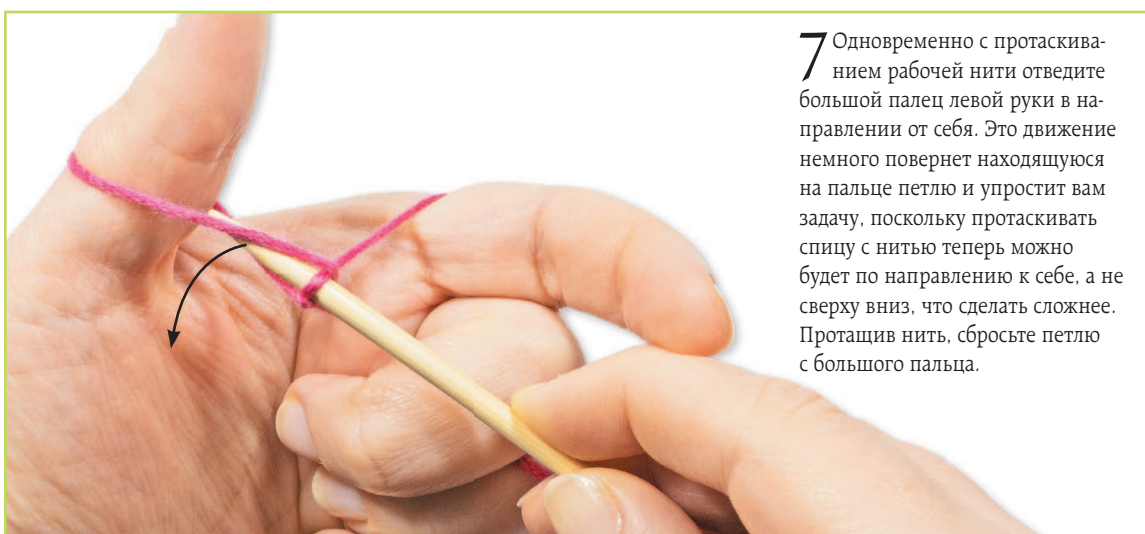 7 Одновременно с протаскива-
нием рабочей нити отведите
большой палец левой руки в на-
правлении от себя. Это движение
немного повернет находящуюся
на пальце петлю и упростит вам
задачу, поскольку протаскивать
спицу с нитью теперь можно
будет по направлению к себе, а не
сверху вниз, что сделать сложнее.
Протащив нить, сбросьте петлю
с большого пальца.